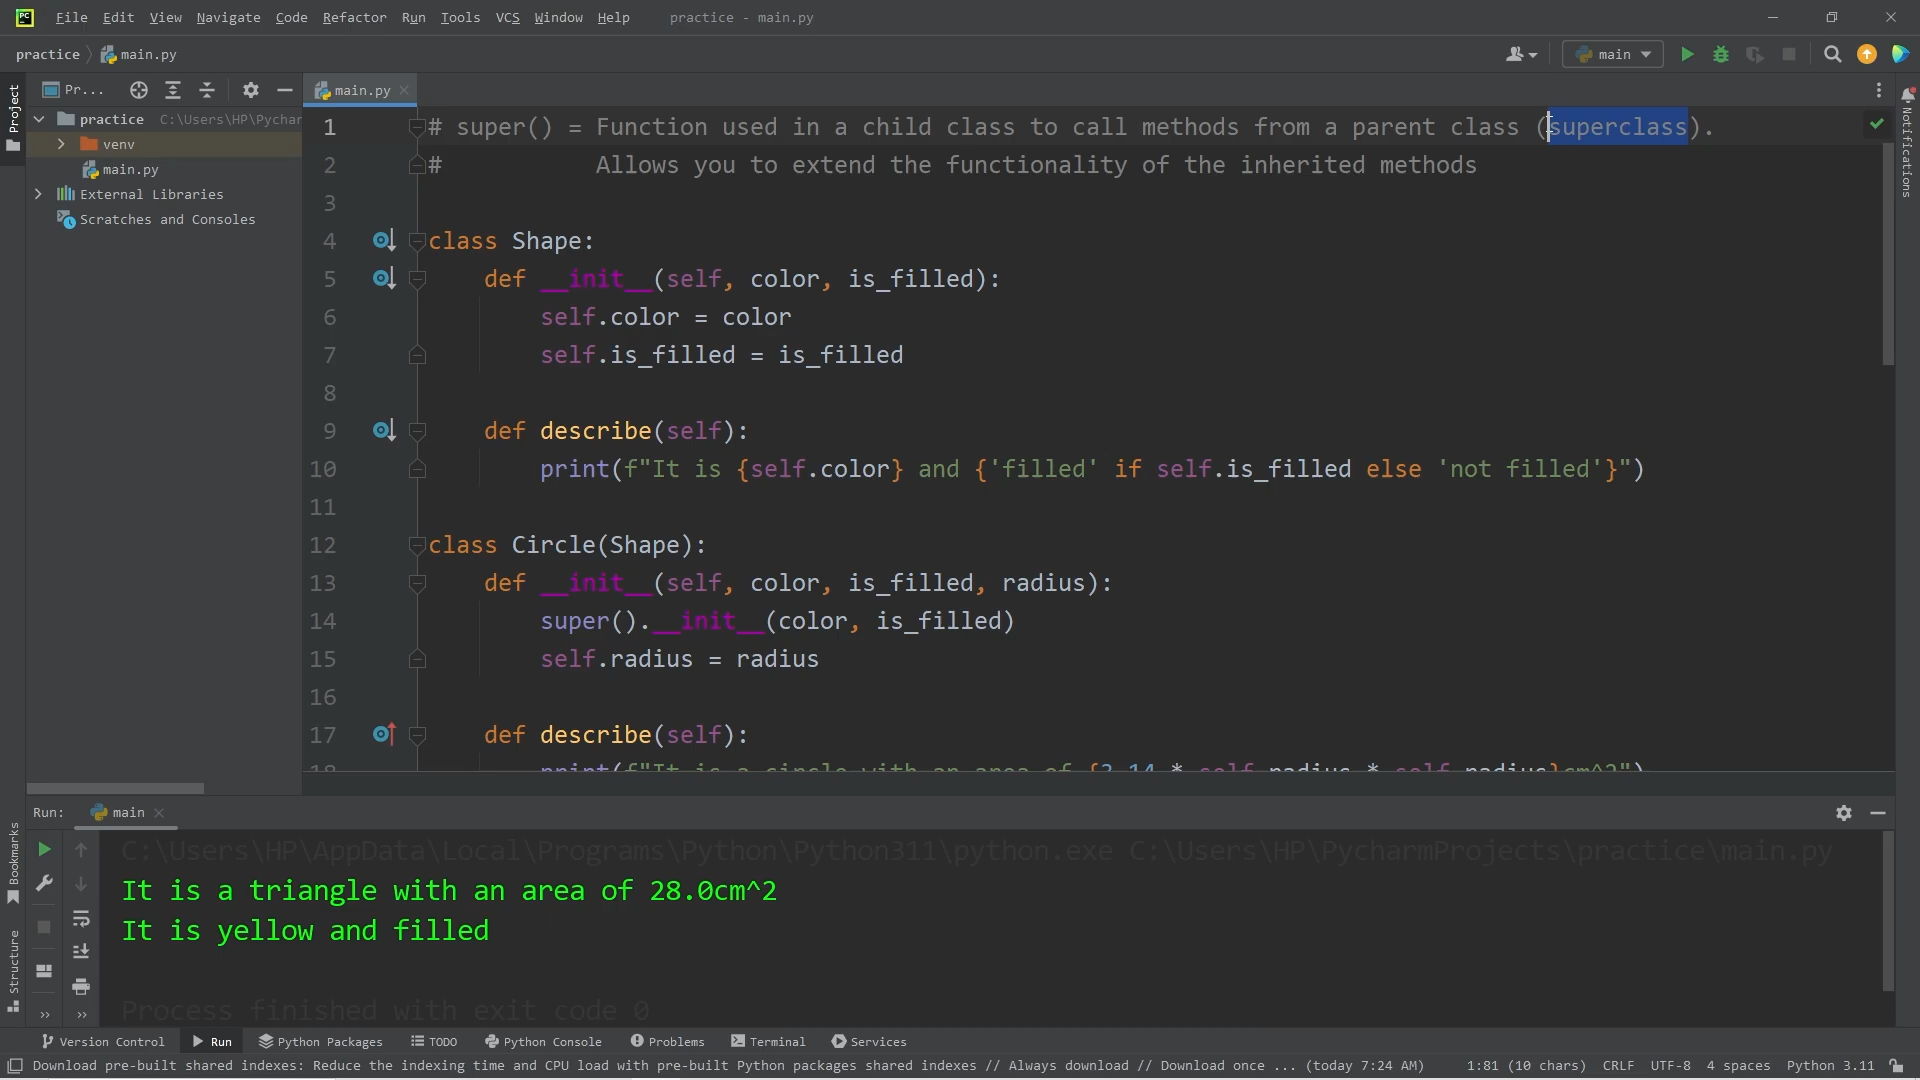 File Edit View Navigate Code Refactor Run Tools VCS Window Help practice - main.py
practice main.py main
Project
Pr... main.py
practice C:\Users\HP\Pychar
venv
main.py
External Libraries
Scratches and Consoles
1 # super() = Function used in a child class to call methods from a parent class (superclass).
2 # Allows you to extend the functionality of the inherited methods
3
4 class Shape:
5 def __init__(self, color, is_filled):
6 self.color = color
7 self.is_filled = is_filled
8
9 def describe(self):
10 print(f"It is {self.color} and {'filled' if self.is_filled else 'not filled'}")
11
12 class Circle(Shape):
13 def __init__(self, color, is_filled, radius):
14 super().__init__(color, is_filled)
15 self.radius = radius
16
17 def describe(self):
18 print(f"It is a circle with an area of {3.14 * self.radius * self.radius}cm^2")
Notifications
Run: main
C:\Users\HP\AppData\Local\Programs\Python\Python311\python.exe C:\Users\HP\PycharmProjects\practice\main.py
It is a triangle with an area of 28.0cm^2
It is yellow and filled
Process finished with exit code 0
Bookmarks
Structure
Version Control Run Python Packages TODO Python Console Problems Terminal Services
Download pre-built shared indexes: Reduce the indexing time and CPU load with pre-built Python packages shared indexes // Always download // Download once ... (today 7:24 AM) 1:81 (10 chars) CRLF UTF-8 4 spaces Python 3.11